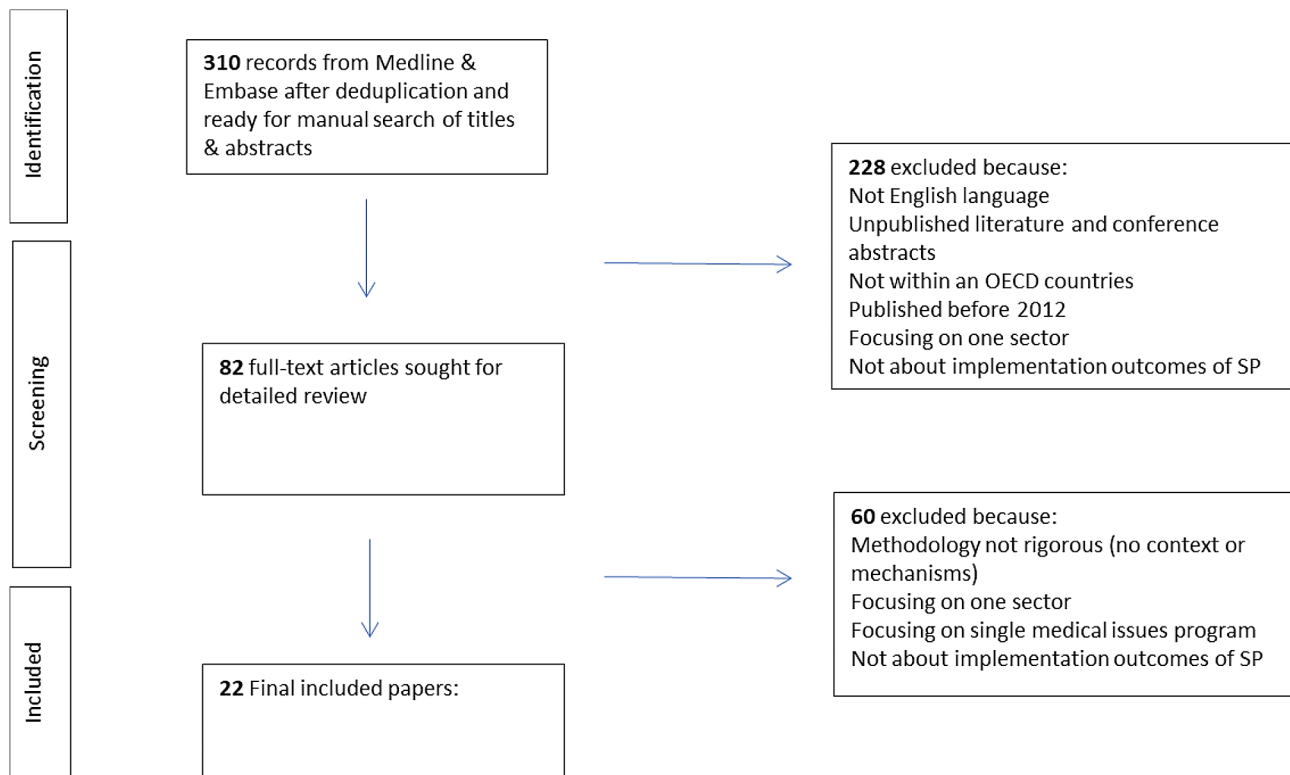 Identification
310 records from Medline &
Embase after deduplication and
ready for manual search of titles
& abstracts
228 excluded because:
Not English language
Unpublished literature and conference
abstracts
Not within an OECD countries
Published before 2012
Focusing on one sector
Not about implementation outcomes of SP
Screening
82 full-text articles sought for
detailed review
60 excluded because:
Methodology not rigorous (no context or
mechanisms)
Focusing on one sector
Focusing on single medical issues program
Not about implementation outcomes of SP
Included
22 Final included papers: